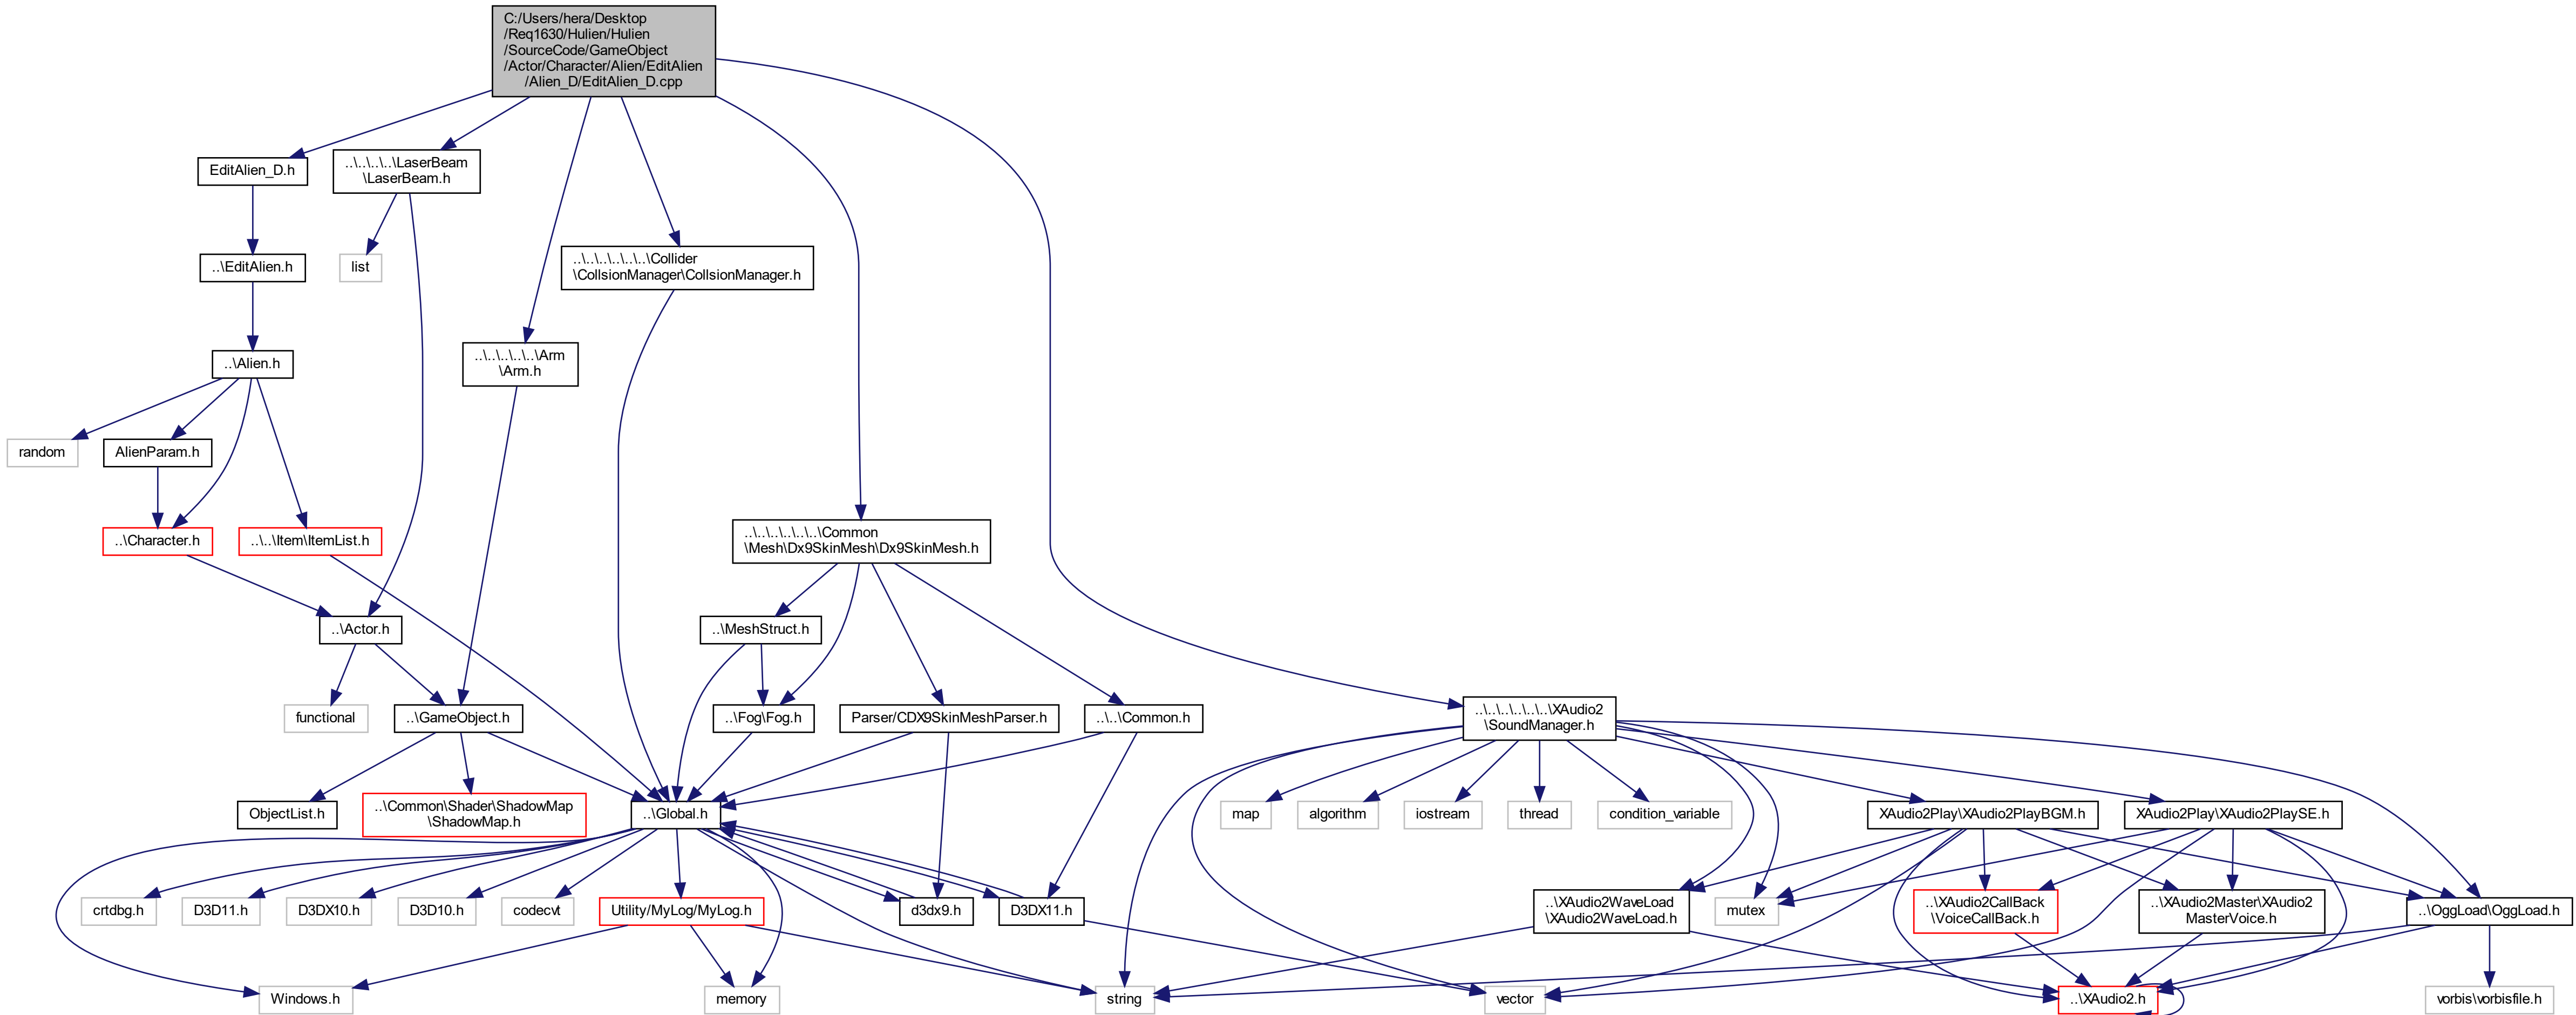 C:/Users/hera/Desktop
/Req1630/Hulien/Hulien
/SourceCode/GameObject
/Actor/Character/Alien/EditAlien
/Alien_D/EditAlien_D.cpp
EditAlien_D.h
..\..\..\..\LaserBeam
\LaserBeam.h
..\EditAlien.h
list
..\..\..\..\..\..\Collider
\CollsionManager\CollsionManager.h
..\Alien.h
..\..\..\..\..\Arm
\Arm.h
random
AlienParam.h
..\Character.h
..\..\Item\ItemList.h
..\..\..\..\..\..\Common
\Mesh\Dx9SkinMesh\Dx9SkinMesh.h
..\Actor.h
..\MeshStruct.h
functional
..\GameObject.h
..\Fog\Fog.h
Parser/CDX9SkinMeshParser.h
..\..\Common.h
..\..\..\..\..\..\XAudio2
\SoundManager.h
ObjectList.h
..\Common\Shader\ShadowMap
\ShadowMap.h
..\Global.h
map
algorithm
iostream
thread
condition_variable
XAudio2Play\XAudio2PlayBGM.h
XAudio2Play\XAudio2PlaySE.h
crtdbg.h
D3D11.h
D3DX10.h
D3D10.h
codecvt
Utility/MyLog/MyLog.h
d3dx9.h
D3DX11.h
..\XAudio2WaveLoad
\XAudio2WaveLoad.h
mutex
..\XAudio2CallBack
\VoiceCallBack.h
..\XAudio2Master\XAudio2
MasterVoice.h
..\OggLoad\OggLoad.h
Windows.h
memory
string
vector
..\XAudio2.h
vorbis\vorbisfile.h